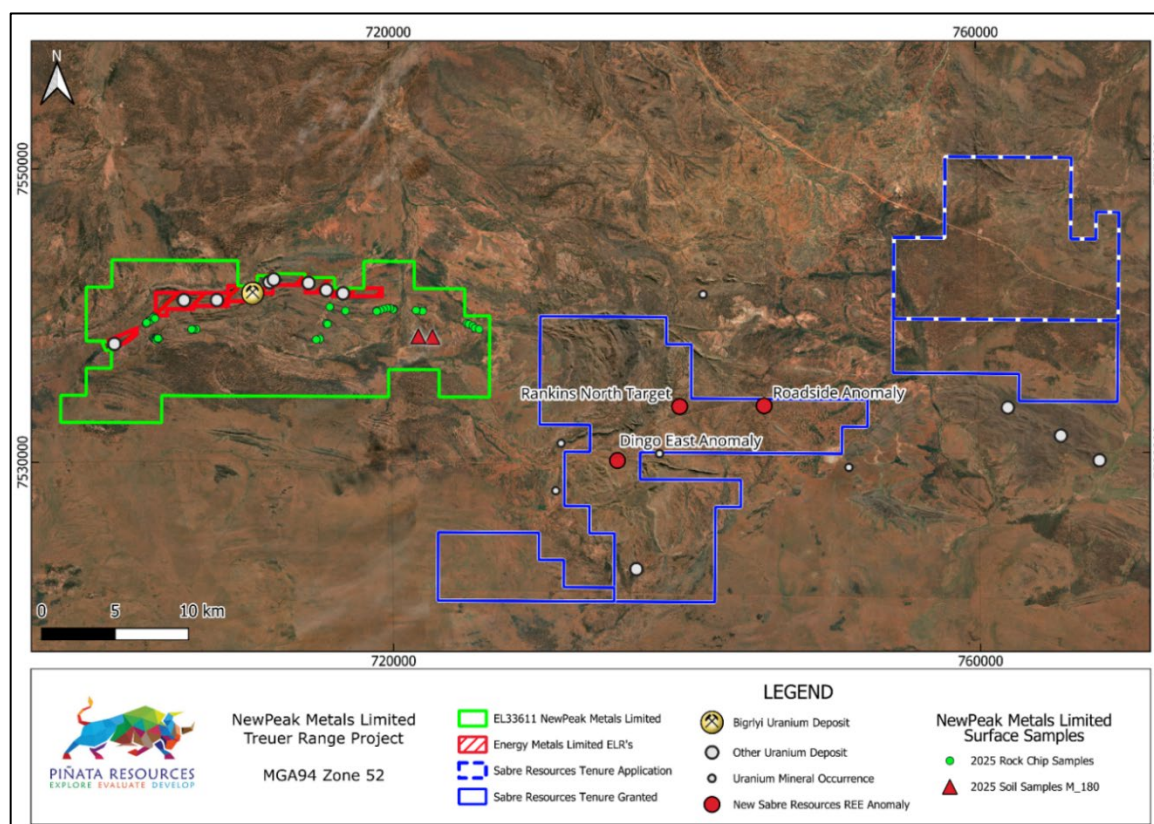 720000
760000
N
7550000
7550000
Rankins North Target
Roadside Anomaly
Dingo East Anomaly
7530000
7530000
0 5 10 km
720000
760000
PIÑATA RESOURCES
EXPLORE EVALUATE DEVELOP
NewPeak Metals Limited
Treuer Range Project
MGA94 Zone 52
EL33611 NewPeak Metals Limited
Energy Metals Limited ELR's
Sabre Resources Tenure Application
Sabre Resources Tenure Granted
LEGEND
Bigrlyi Uranium Deposit
Other Uranium Deposit
Uranium Mineral Occurrence
New Sabre Resources REE Anomaly
NewPeak Metals Limited
Surface Samples
2025 Rock Chip Samples
2025 Soil Samples M_180